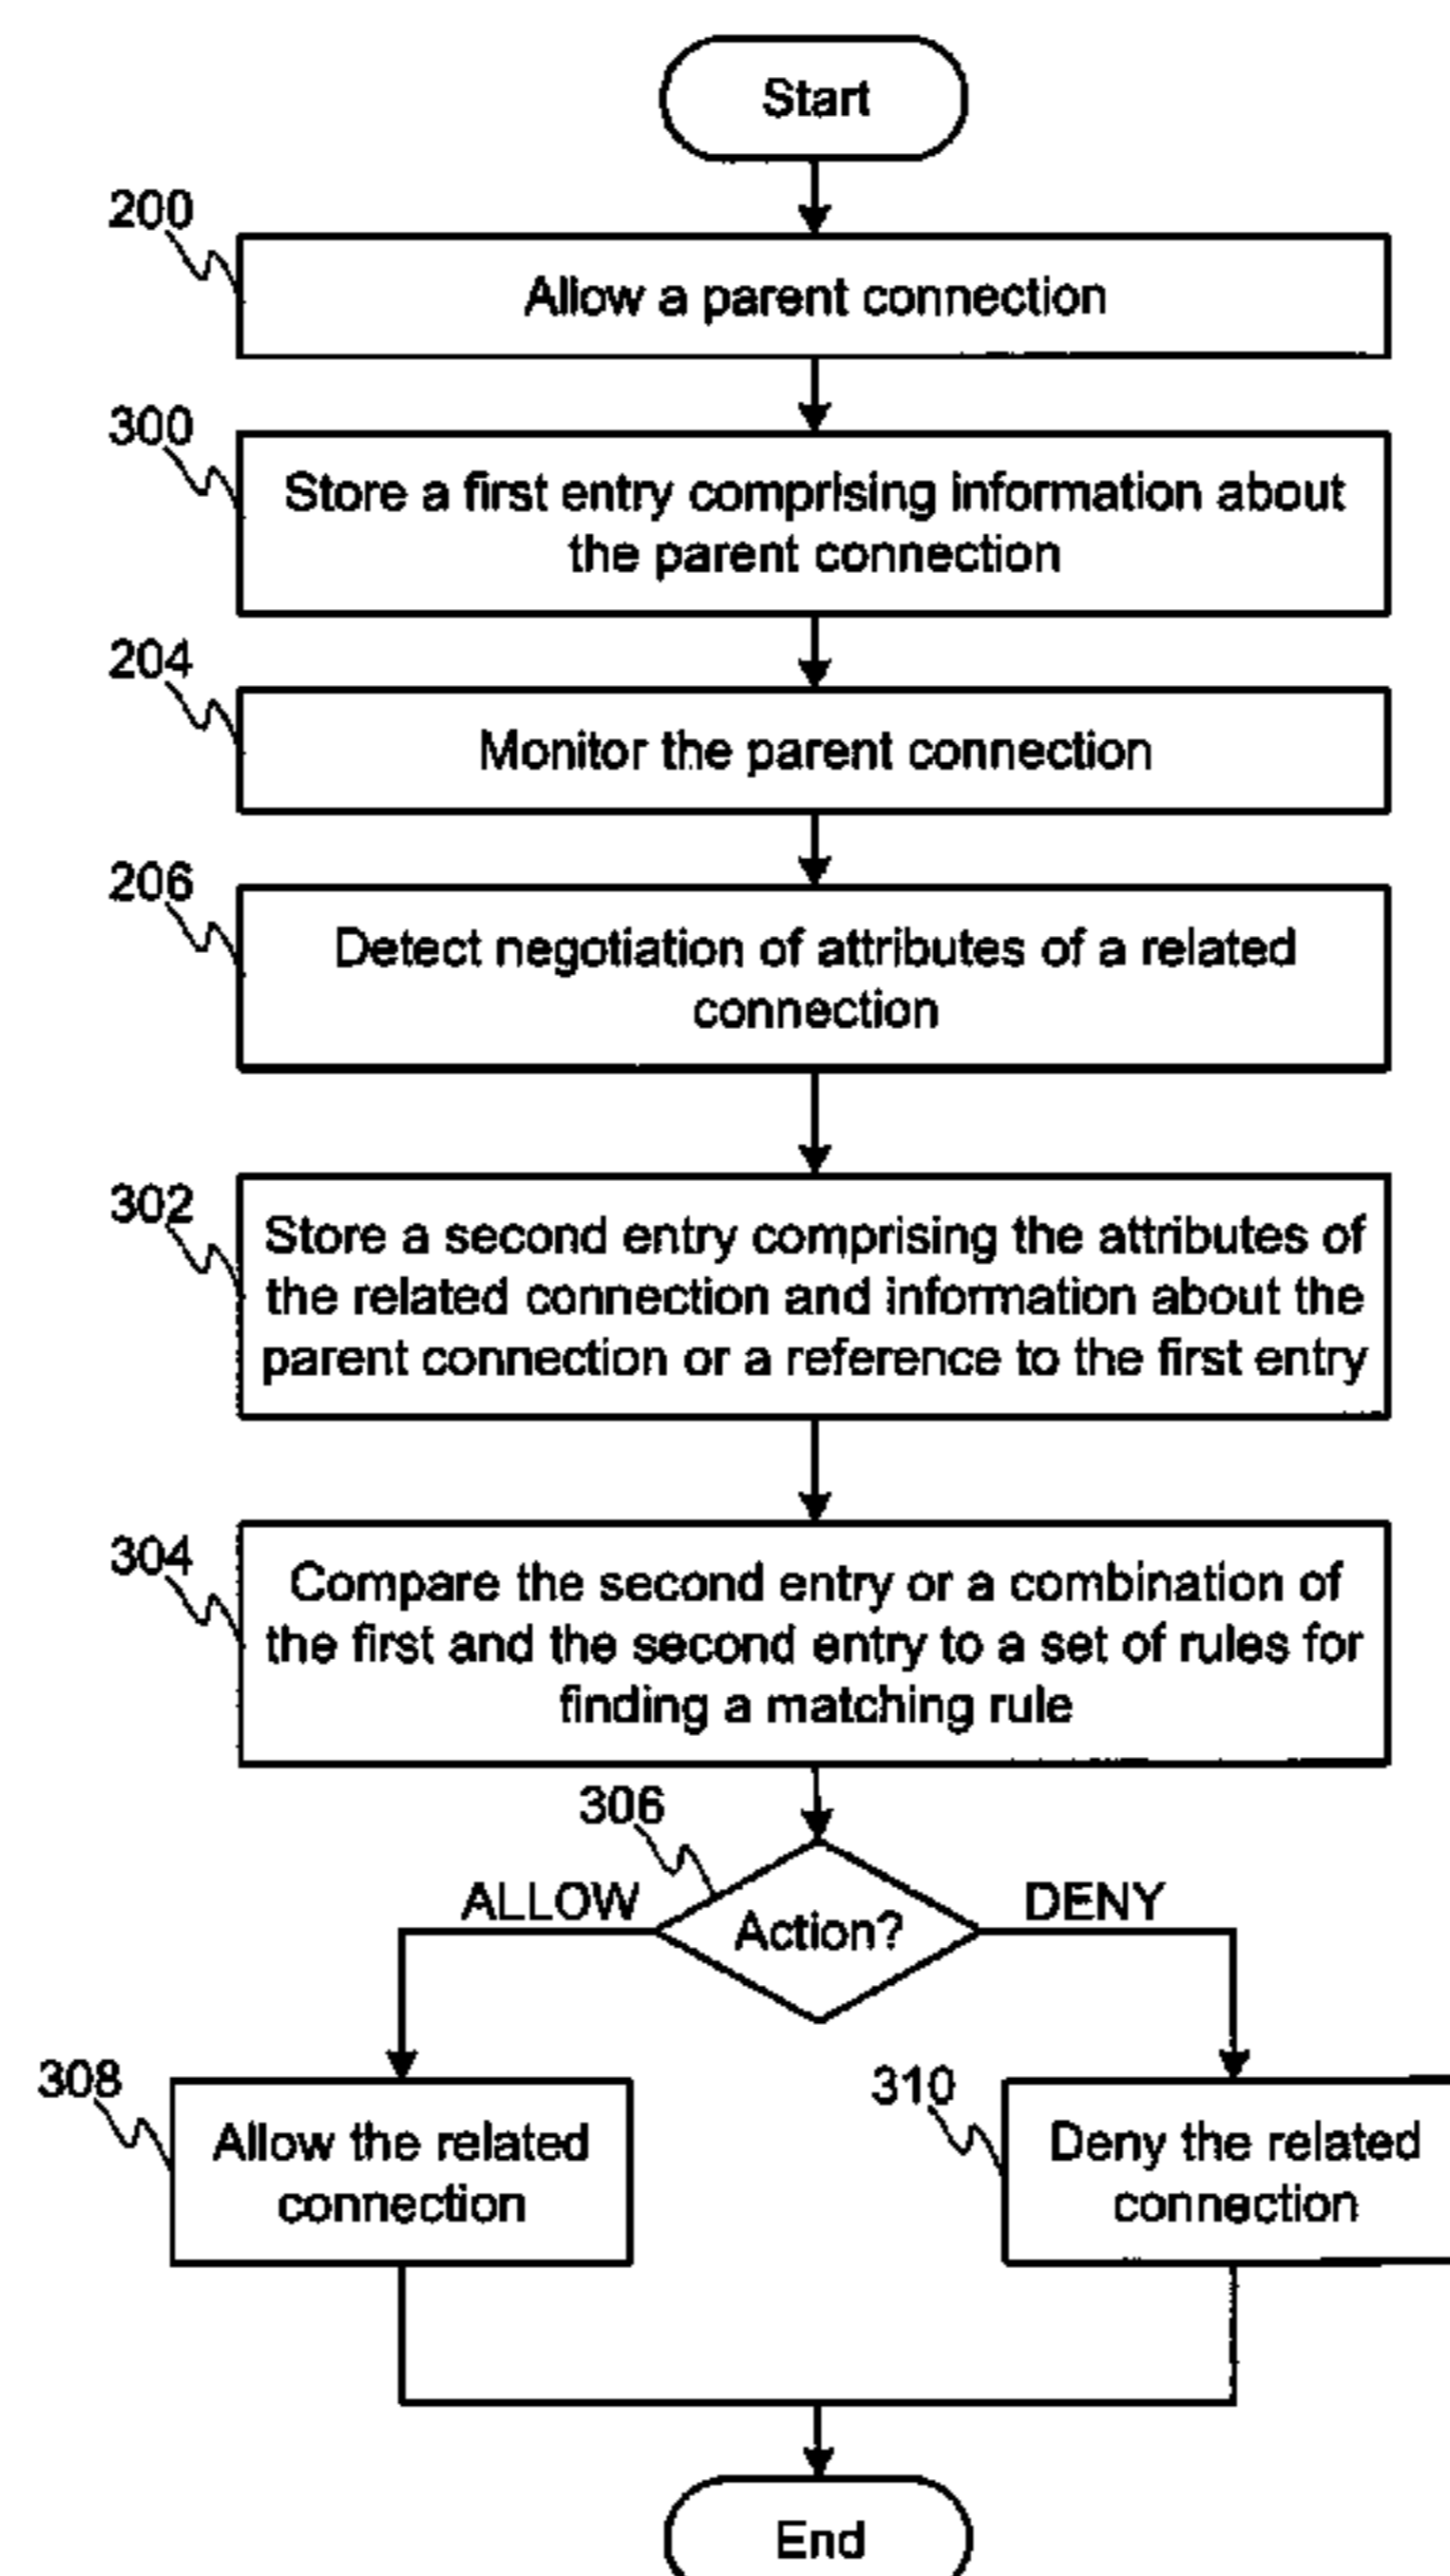 Start
200
Allow a parent connection
300
Store a first entry comprising information about
the parent connection
204
Monitor the parent connection
206
Detect negotiation of attributes of a related
connection
302
Store a second entry comprising the attributes of
the related connection and information about the
parent connection or a reference to the first entry
304
Compare the second entry or a combination of
the first and the second entry to a set of rules for
finding a matching rule
306
ALLOW
Action?
DENY
308
Allow the related
connection
310
Deny the related
connection
End